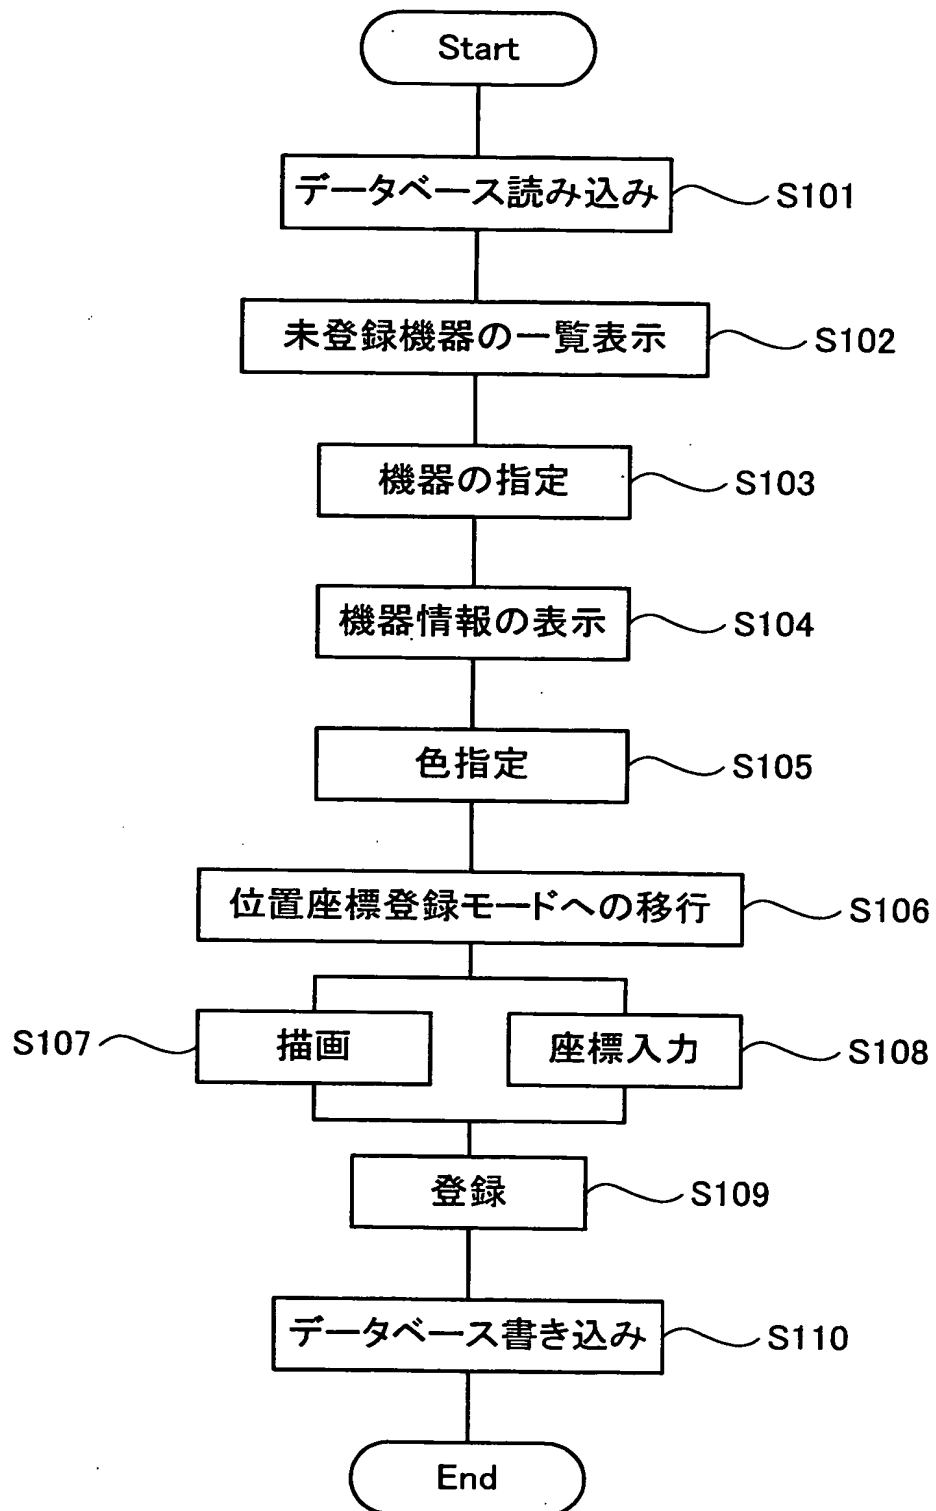 Start
データベース読み込み S101
未登録機器の一覧表示 S102
機器の指定 S103
機器情報の表示 S104
色指定 S105
位置座標登録モードへの移行 S106
S107 描画 座標入力 S108
登録 S109
データベース書き込み S110
End